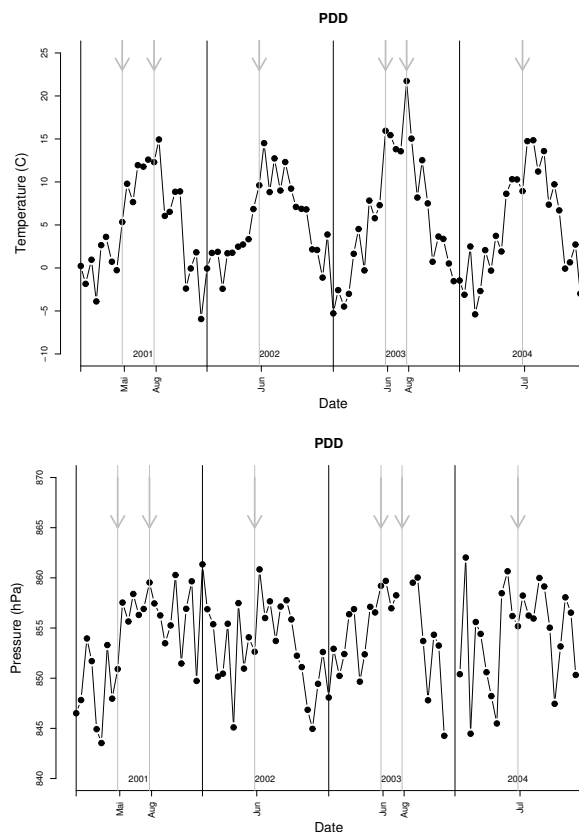 PDD
Temperature (C)
25
20
15
10
5
0
−5
−10
2001
2002
2003
2004
Mai
Aug
Jun
Jun
Aug
Jul
Date
PDD
Pressure (hPa)
870
865
860
855
850
845
840
2001
2002
2003
2004
Mai
Aug
Jun
Jun
Aug
Jul
Date